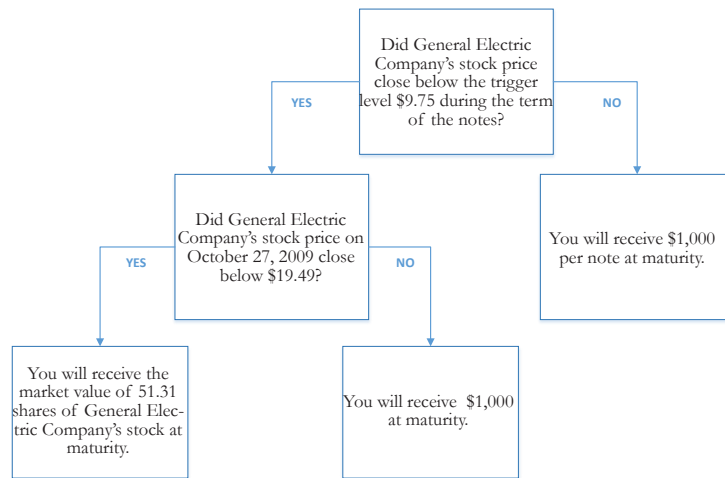 Did General Electric
Company's stock price
close below the trigger
level $9.75 during the term
of the notes?
YES
NO
Did General Electric
Company's stock price on
October 27, 2009 close
below $19.49?
You will receive $1,000
per note at maturity.
YES
NO
You will receive the
market value of 51.31
shares of General Elec-
tric Company's stock at
maturity.
You will receive $1,000
at maturity.